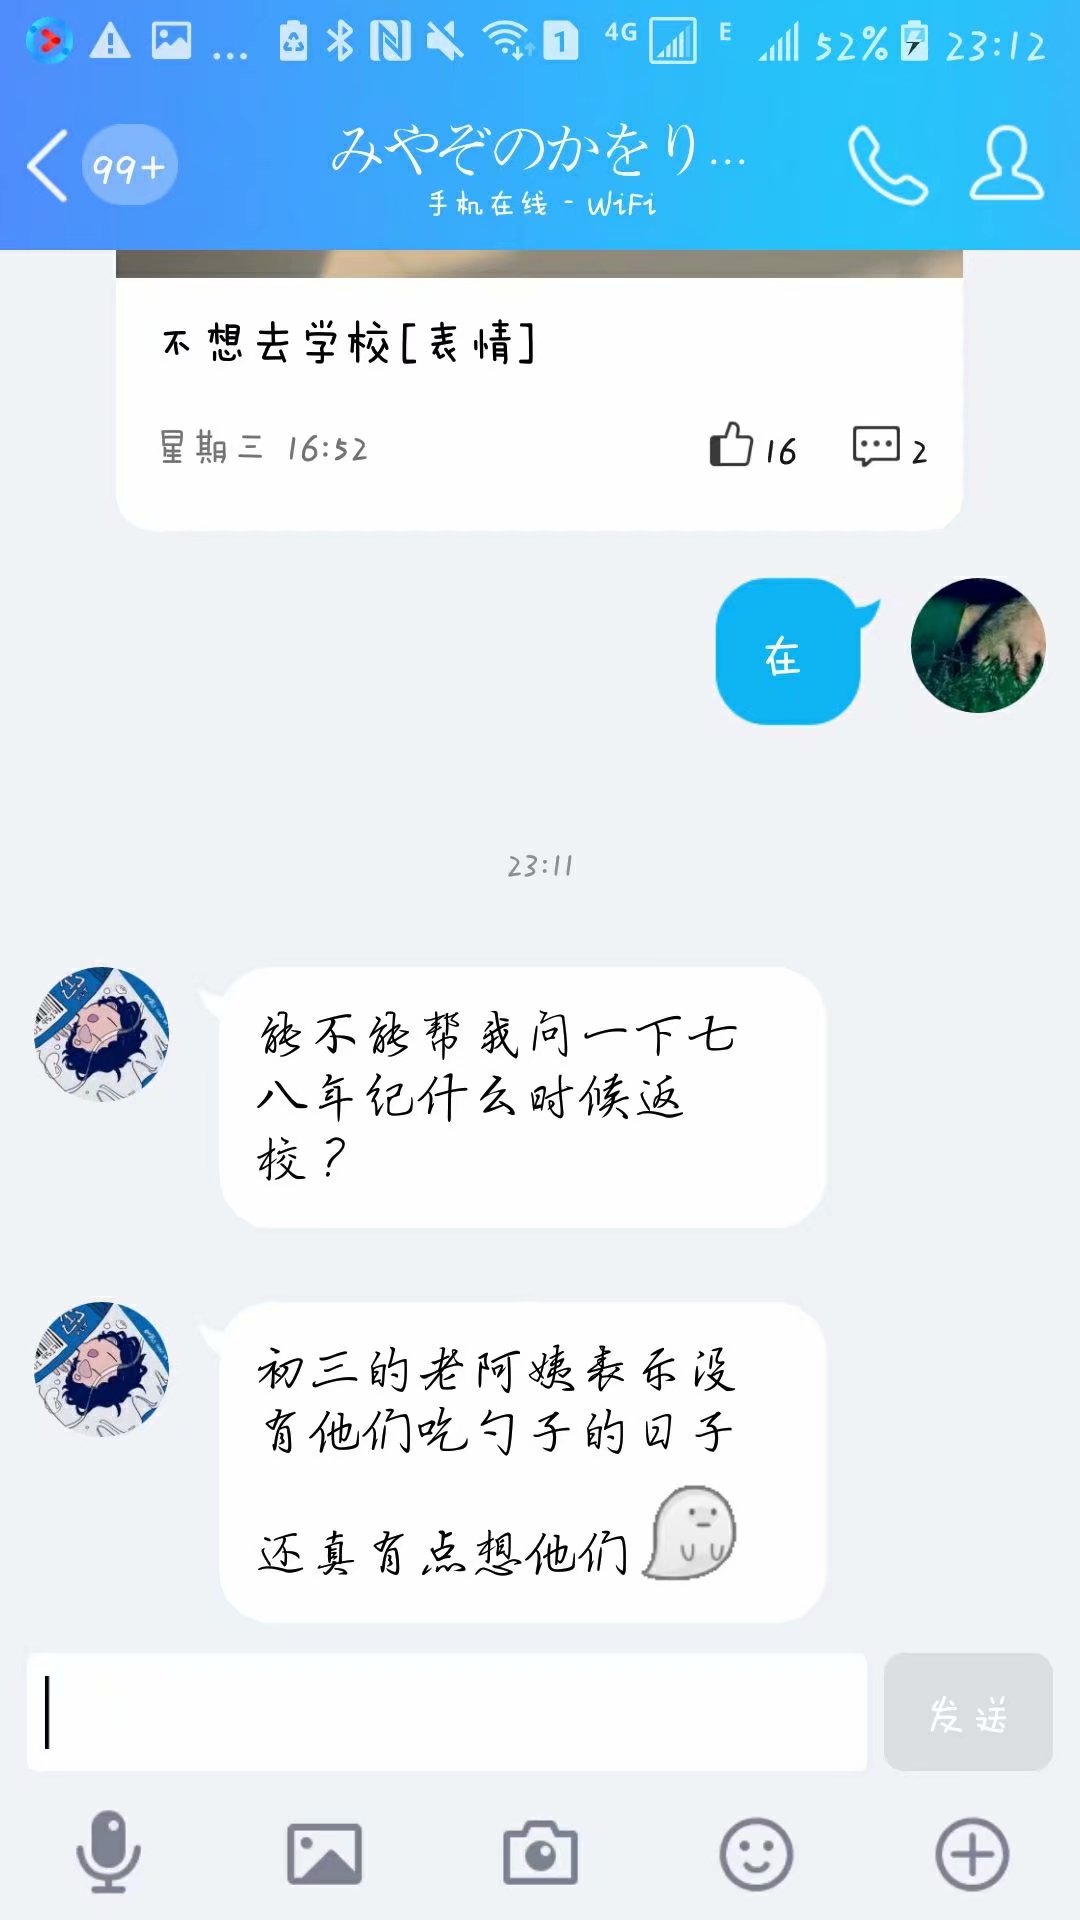 1 4G E 52% 23:12
99+ みやぞのかをり...
手机在线 - WiFi
不想去学校[表情]
星期三 16:52 16 2
在
23:11
能不能帮我问一下七
八年纪什么时候返
校？
初三的老阿姨表示没
有他们吃勺子的日子
还真有点想他们
发送